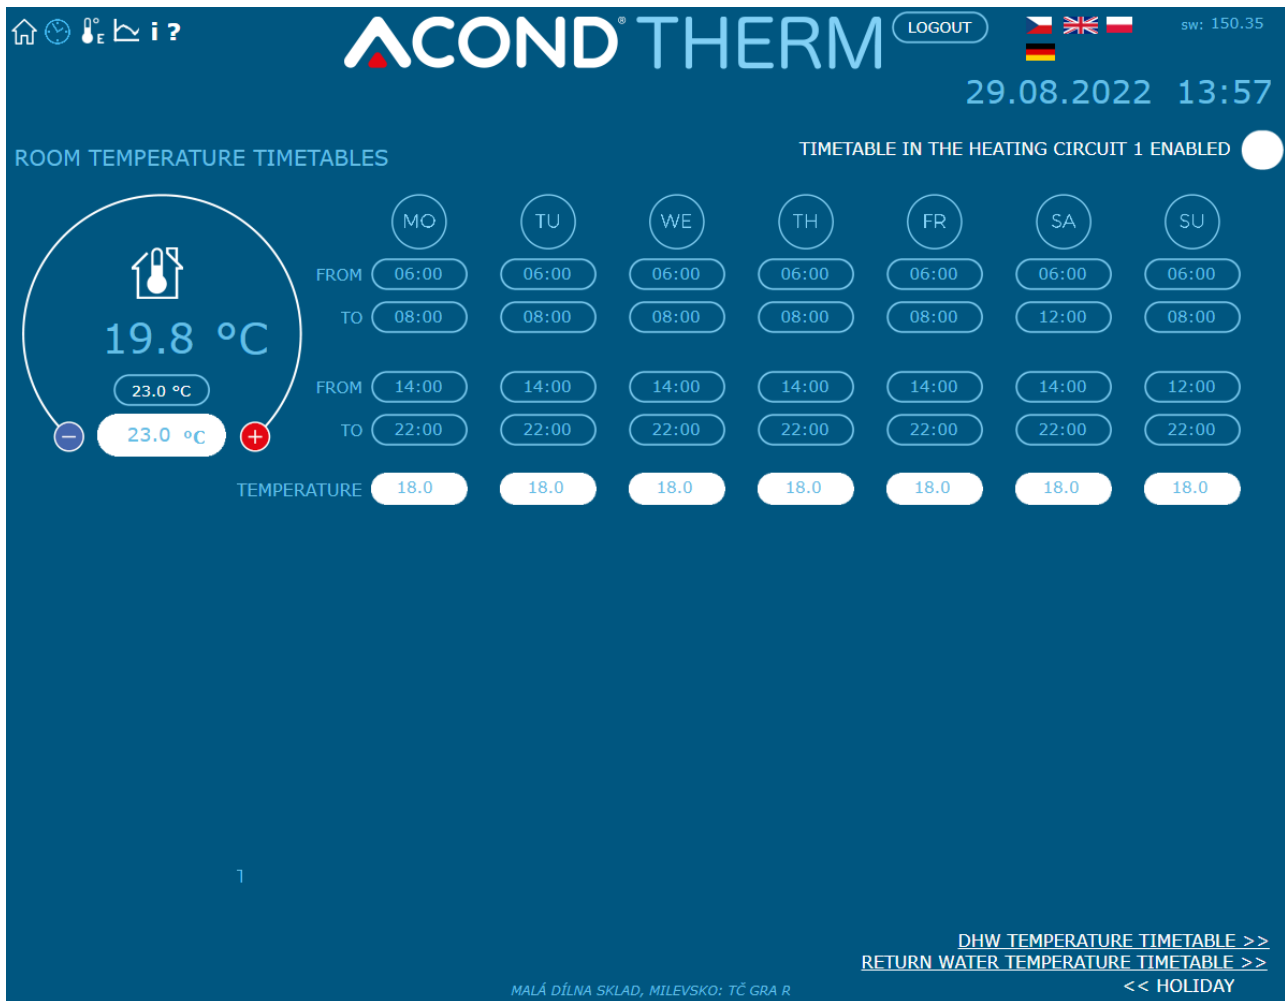 °E i ?
ACOND® THERM
LOGOUT
sw: 150.35
29.08.2022 13:57
ROOM TEMPERATURE TIMETABLES
TIMETABLE IN THE HEATING CIRCUIT 1 ENABLED
MO TU WE TH FR SA SU
FROM 06:00 06:00 06:00 06:00 06:00 06:00 06:00
TO 08:00 08:00 08:00 08:00 08:00 12:00 08:00
19.8 °C
FROM 14:00 14:00 14:00 14:00 14:00 14:00 12:00
23.0 °C
TO 22:00 22:00 22:00 22:00 22:00 22:00 22:00
− 23.0 °C +
TEMPERATURE 18.0 18.0 18.0 18.0 18.0 18.0 18.0
DHW TEMPERATURE TIMETABLE >>
RETURN WATER TEMPERATURE TIMETABLE >>
<< HOLIDAY
MALÁ DÍLNA SKLAD, MILEVSKO: TČ GRA R